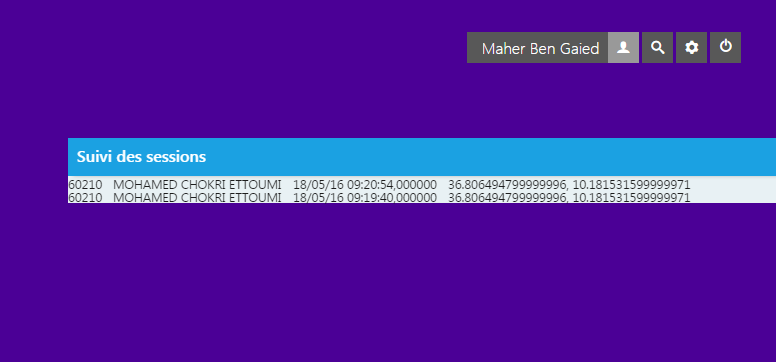 Maher Ben Gaied
Suivi des sessions
60210 MOHAMED CHOKRI ETTOUMI 18/05/16 09:20:54,000000 36.806494799999996, 10.181531599999971
60210 MOHAMED CHOKRI ETTOUMI 18/05/16 09:19:40,000000 36.806494799999996, 10.181531599999971